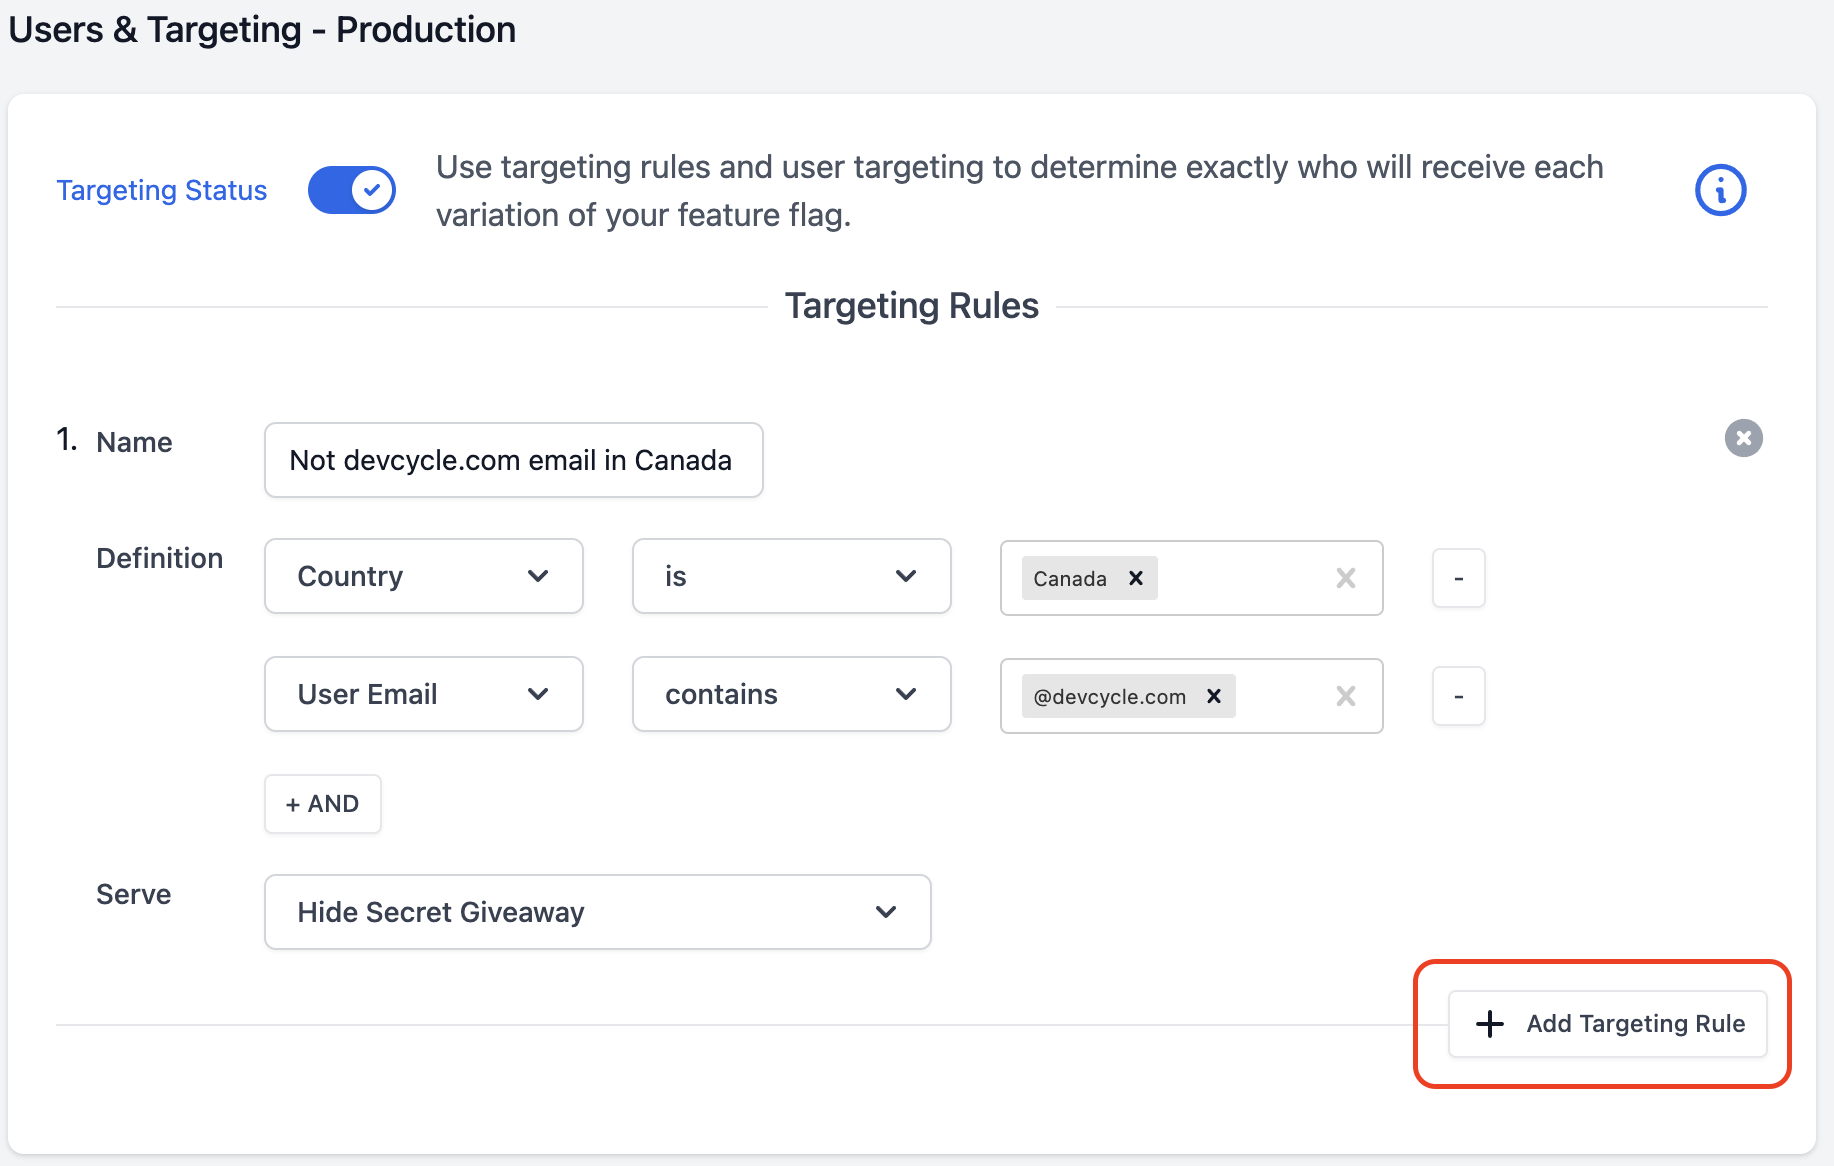 Users & Targeting - Production
Targeting Status
Use targeting rules and user targeting to determine exactly who will receive each
variation of your feature flag.
Targeting Rules
1. Name
Not devcycle.com email in Canada
Definition
Country
is
Canada
-
User Email
contains
@devcycle.com
-
+ AND
Serve
Hide Secret Giveaway
+ Add Targeting Rule